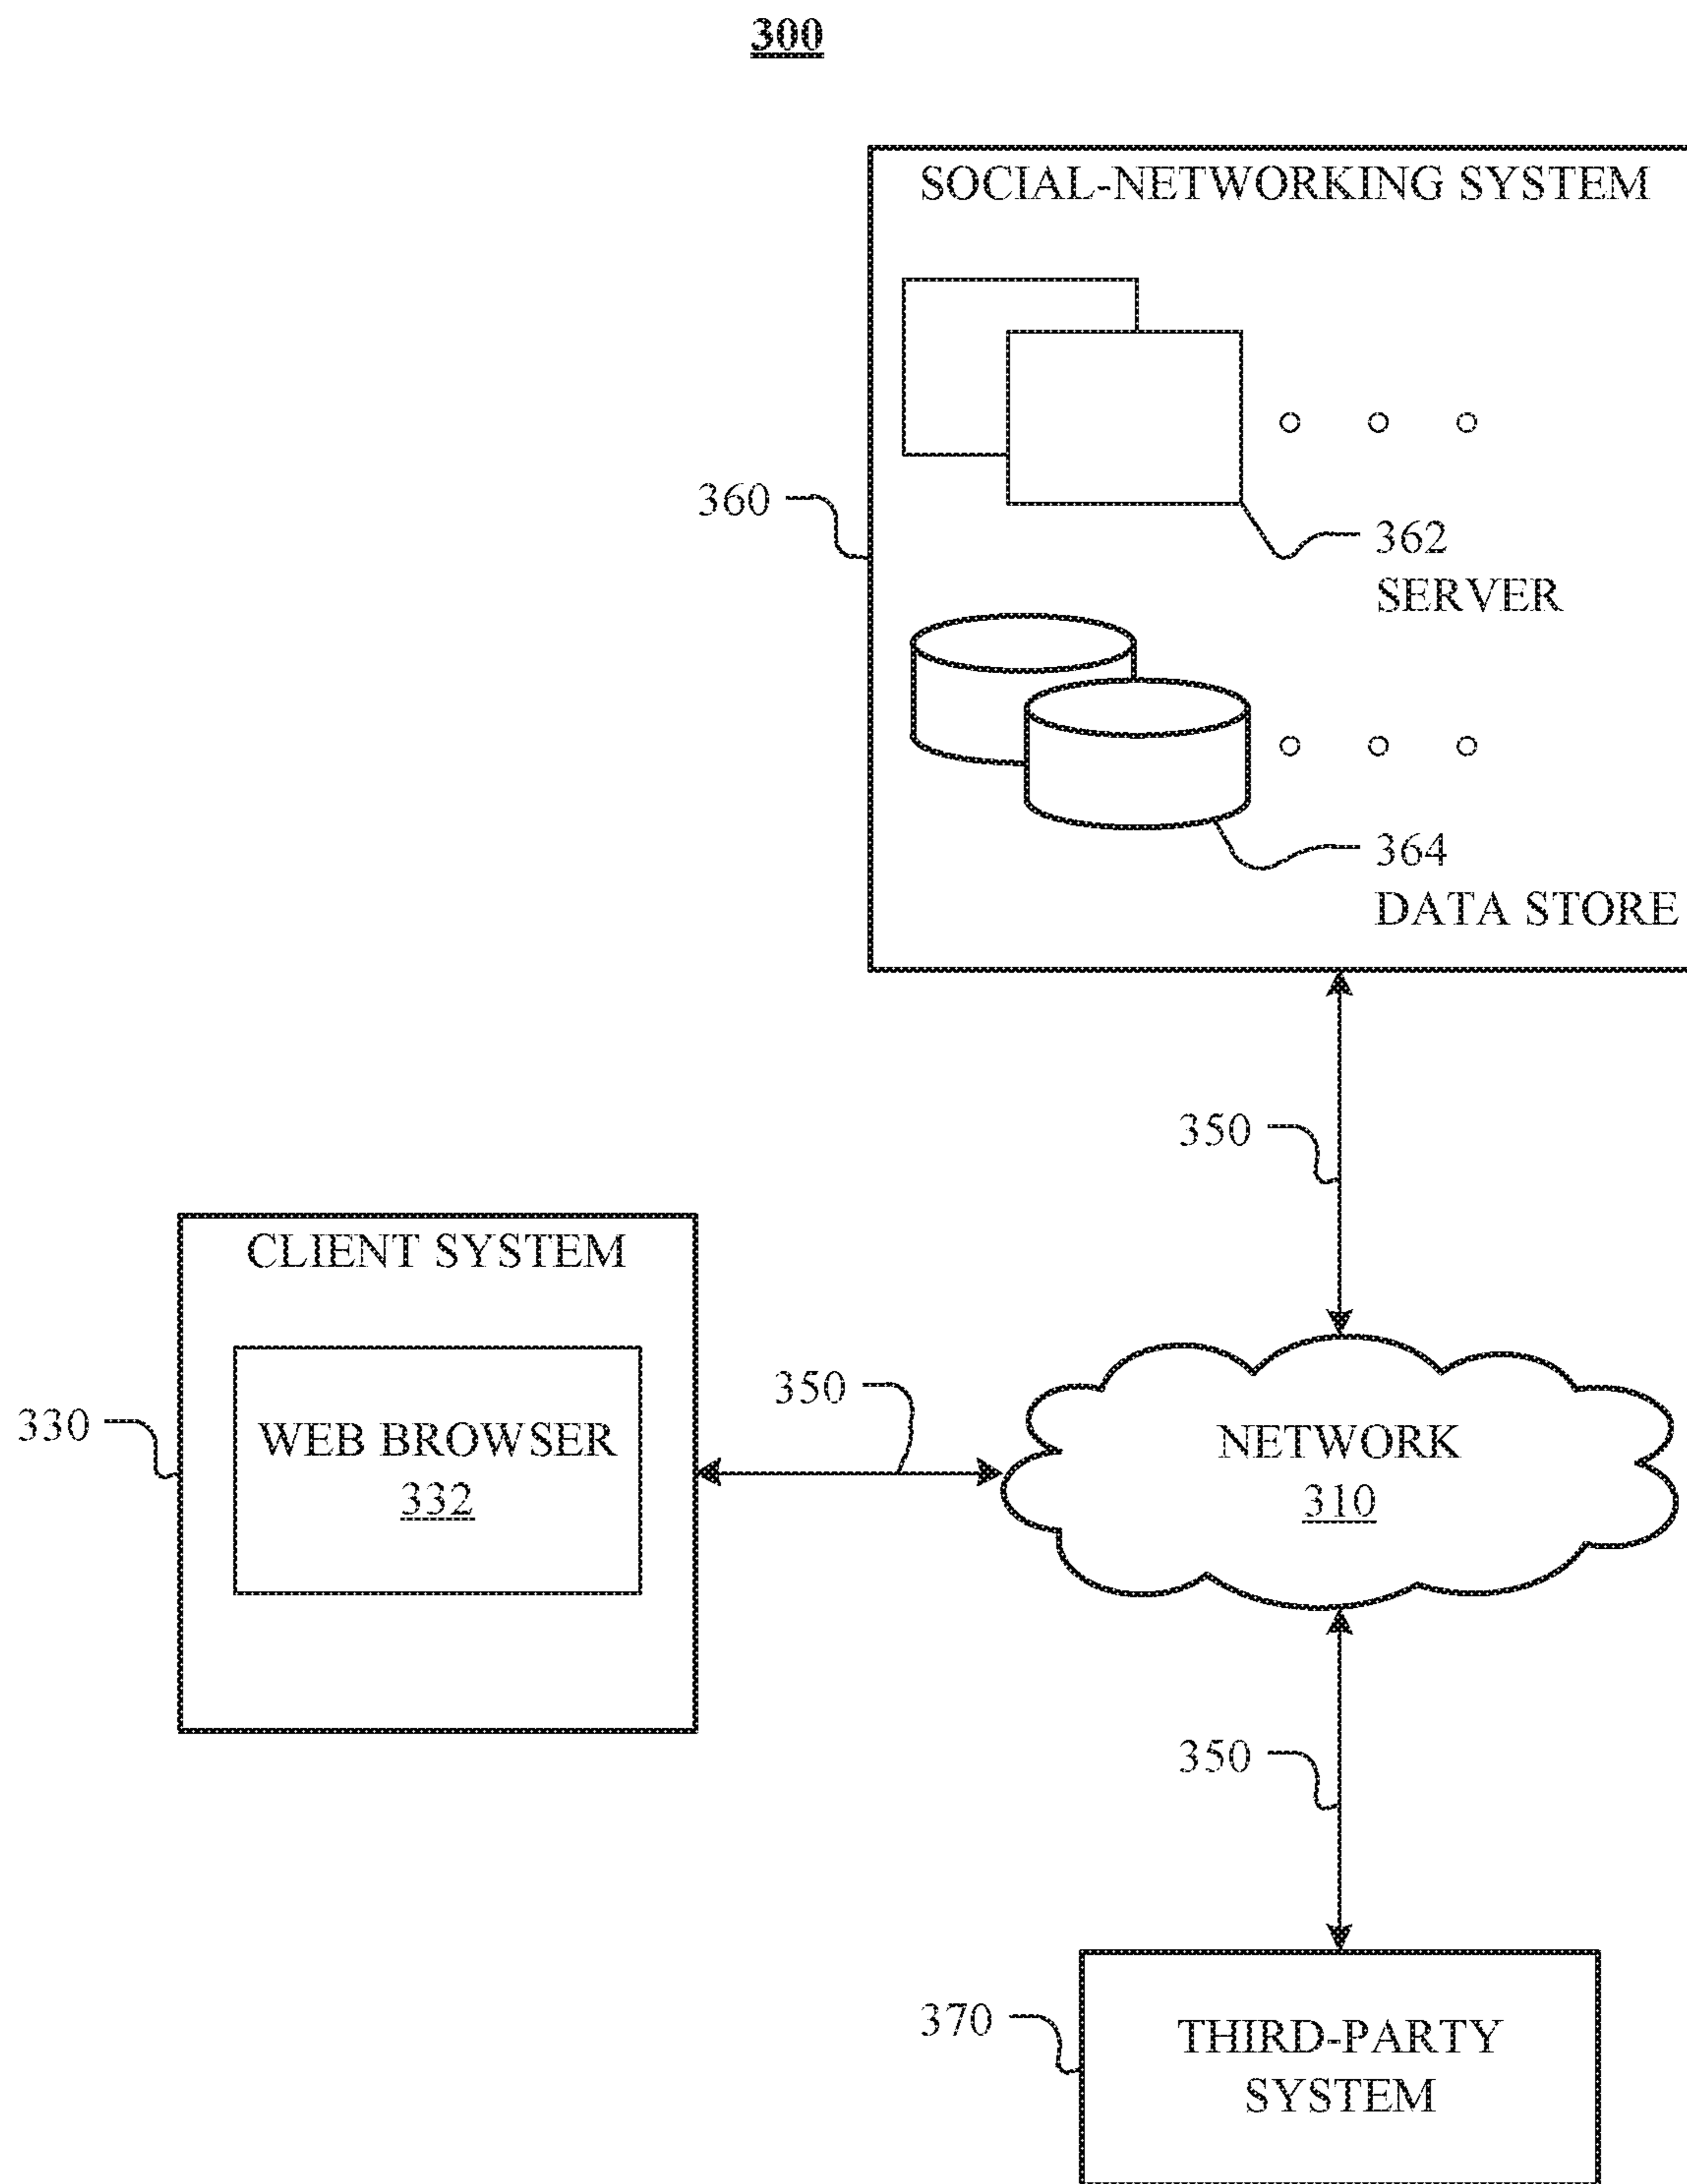 300
SOCIAL-NETWORKING SYSTEM
360
362
SERVER
364
DATA STORE
350
CLIENT SYSTEM
330
WEB BROWSER
332
350
NETWORK
310
350
370
THIRD-PARTY
SYSTEM